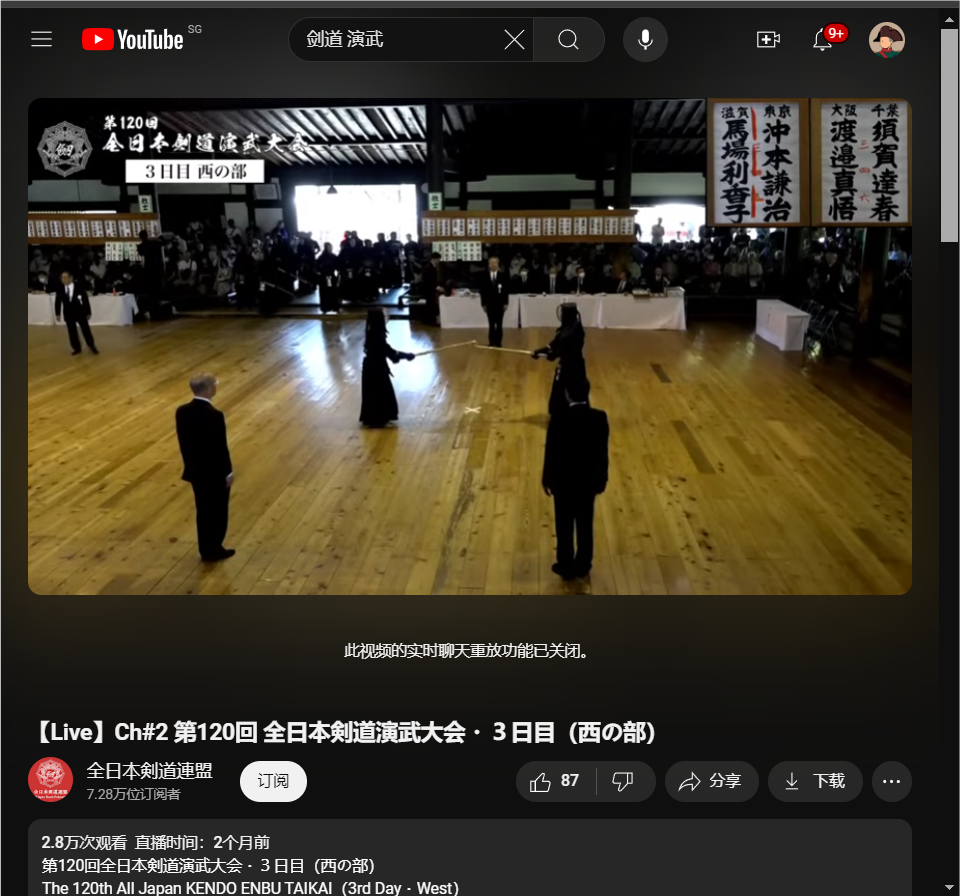 YouTube SG
剑道 演武
9+
第120回
全日本剣道演武大会
３日目 西の部
滋賀 東京
馬場利查子 沖本謙治
大阪 千葉
渡邉真悟 須賀達春
此视频的实时聊天重放功能已关闭。
【Live】Ch#2 第120回 全日本剣道演武大会・３日目（西の部）
全日本剣道連盟
7.28万位订阅者
订阅
87
分享
下载
2.8万次观看 直播时间：2个月前
第120回全日本剣道演武大会・３日目（西の部）
The 120th All Japan KENDO ENBU TAIKAI（3rd Day・West）